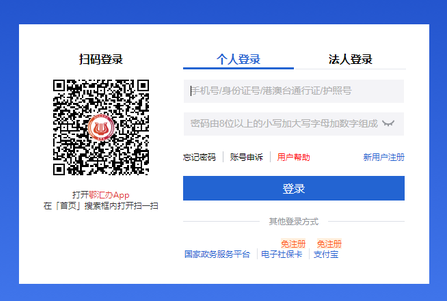 扫码登录
打开鄂汇办App
在「首页」搜索框内打开扫一扫
个人登录 法人登录
手机号/身份证号/港澳台通行证/护照号
密码由8位以上的小写加大写字母加数字组成
忘记密码 账号申诉 用户帮助 新用户注册
登录
其他登录方式
免注册 免注册
国家政务服务平台 电子社保卡 支付宝